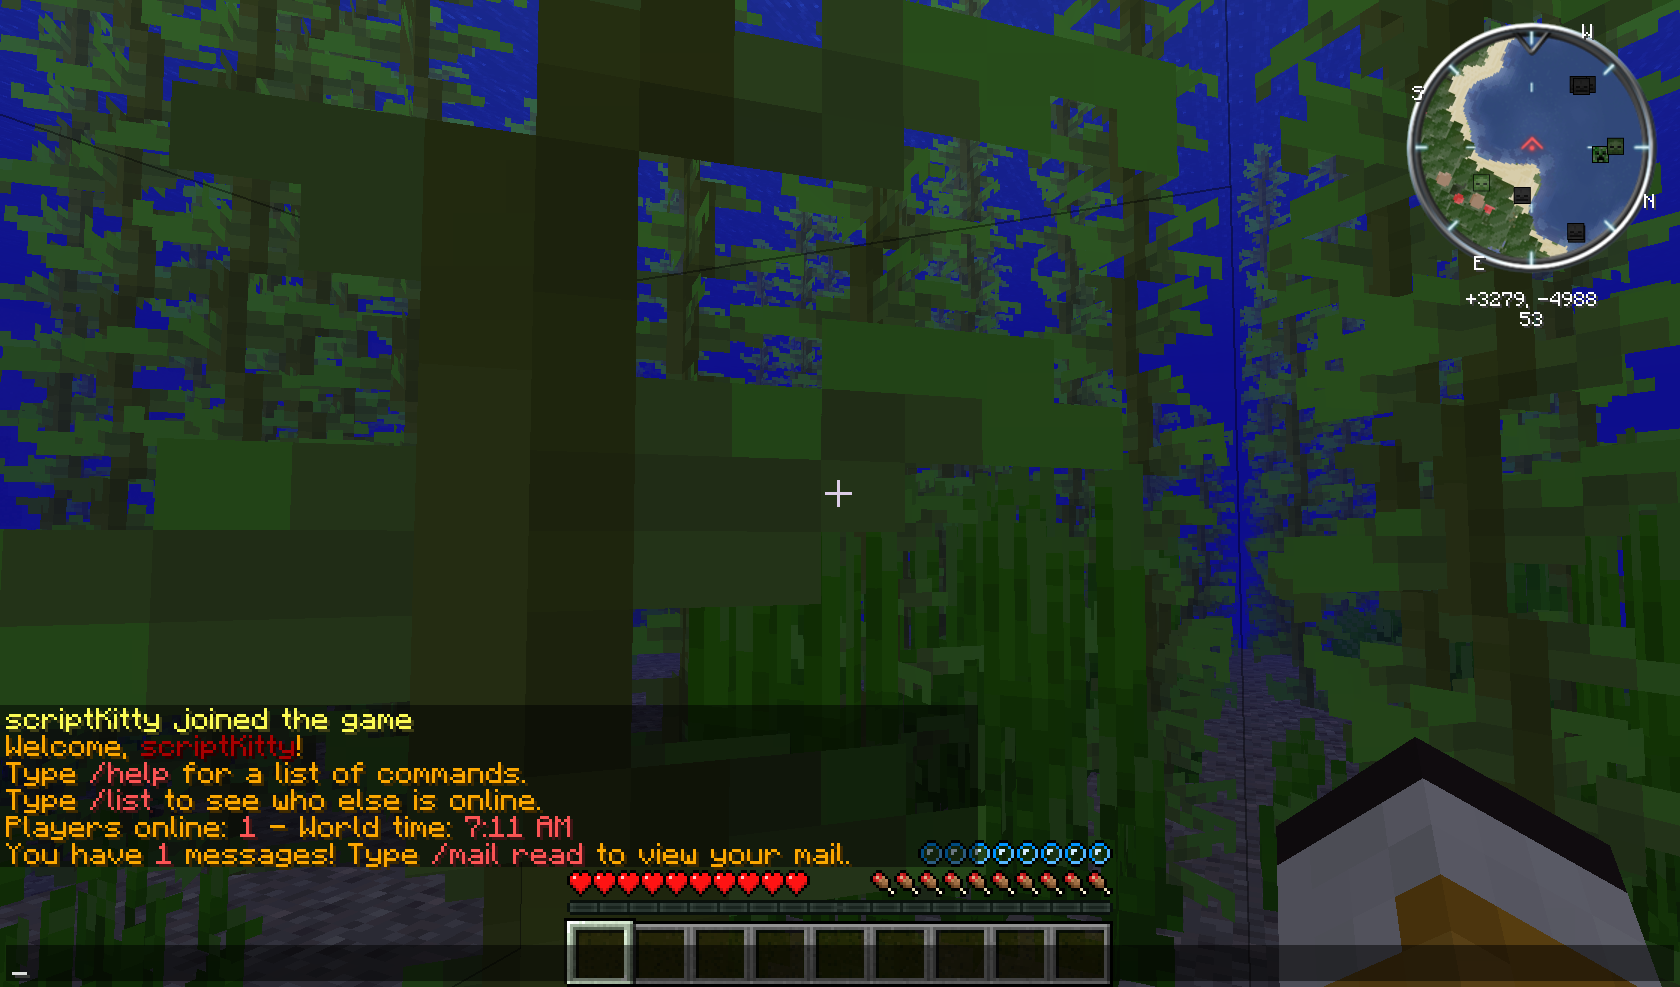 W
S
N
E
+3279, -4988
53
scriptKitty joined the game
Welcome, scriptKitty!
Type /help for a list of commands.
Type /list to see who else is online.
Players online: 1 - World time: 7:11 AM
You have 1 messages! Type /mail read to view your mail.
_